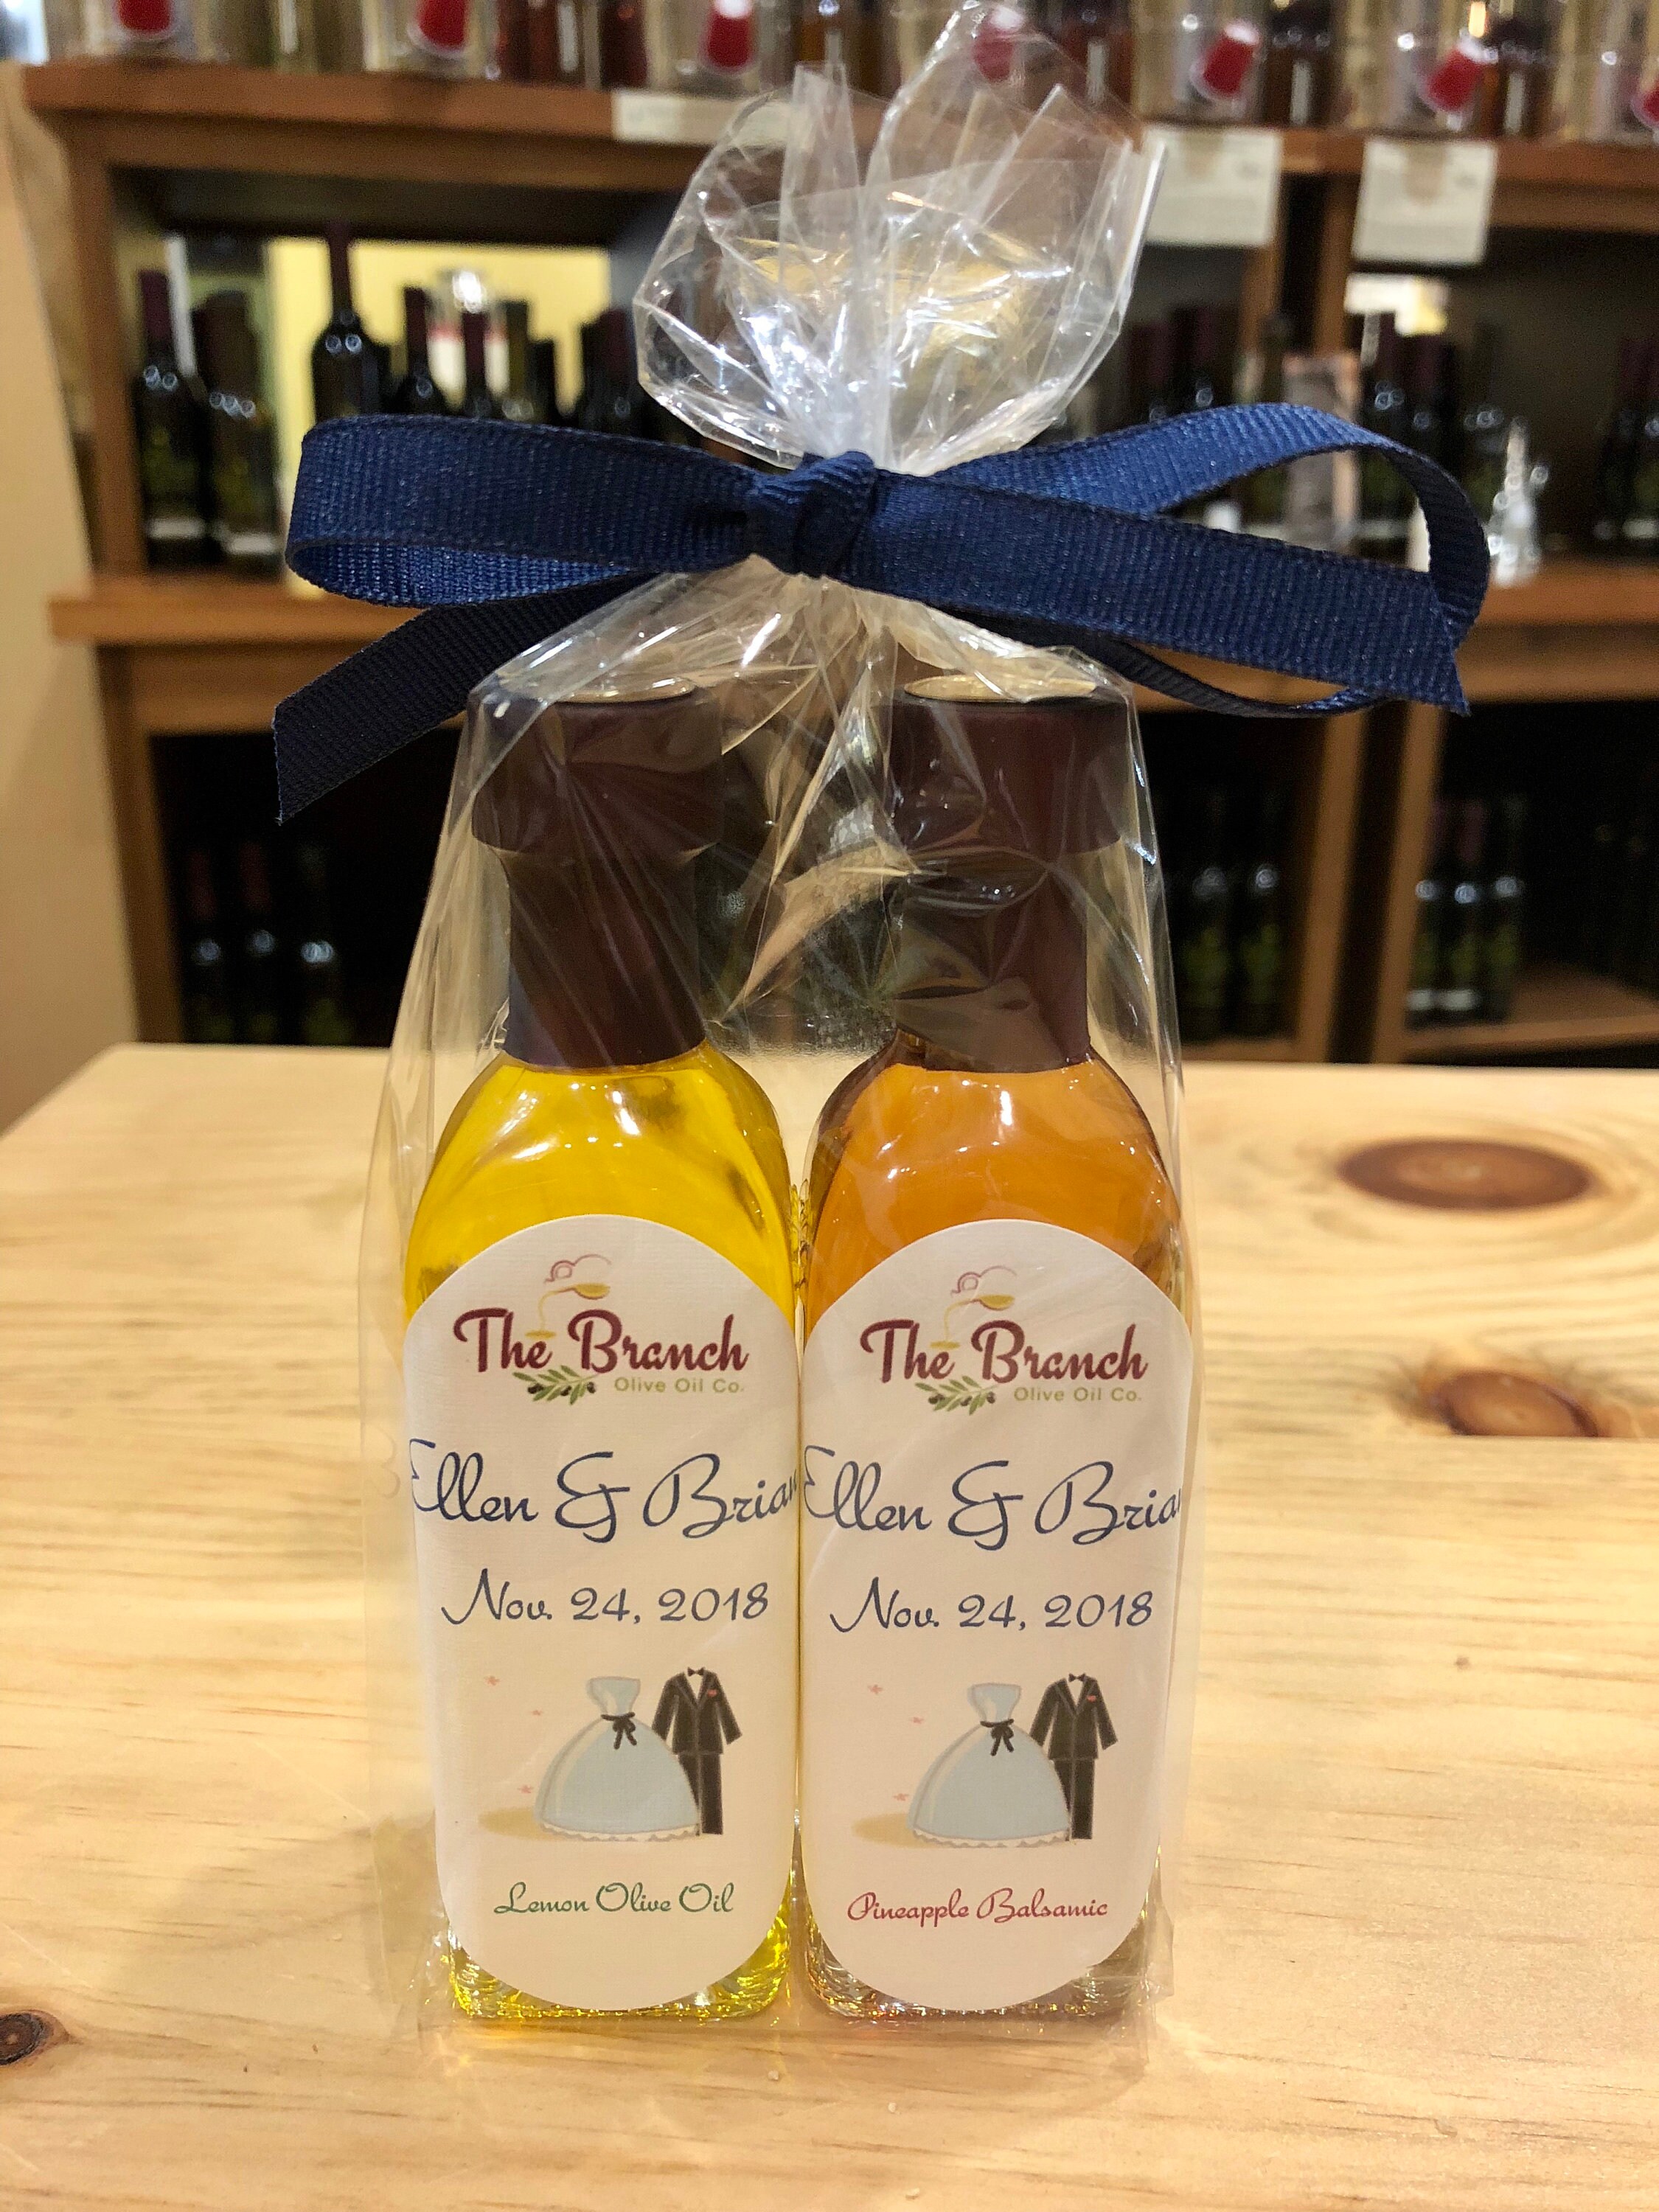 The Branch
Olive Oil Co.
Ellen & Brian
Nov. 24, 2018
Lemon Olive Oil
The Branch
Olive Oil Co.
Ellen & Brian
Nov. 24, 2018
Pineapple Balsamic